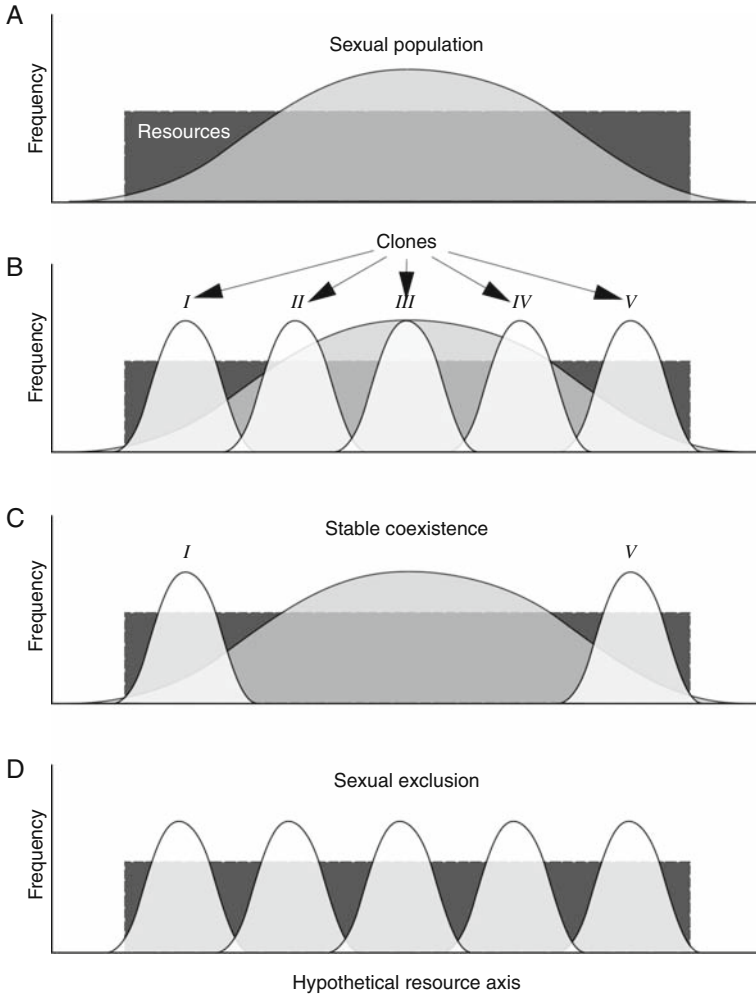 A
Sexual population
Resources
Frequency
Clones
B
I II III IV V
Frequency
C
Stable coexistence
I V
Frequency
D
Sexual exclusion
Frequency
Hypothetical resource axis